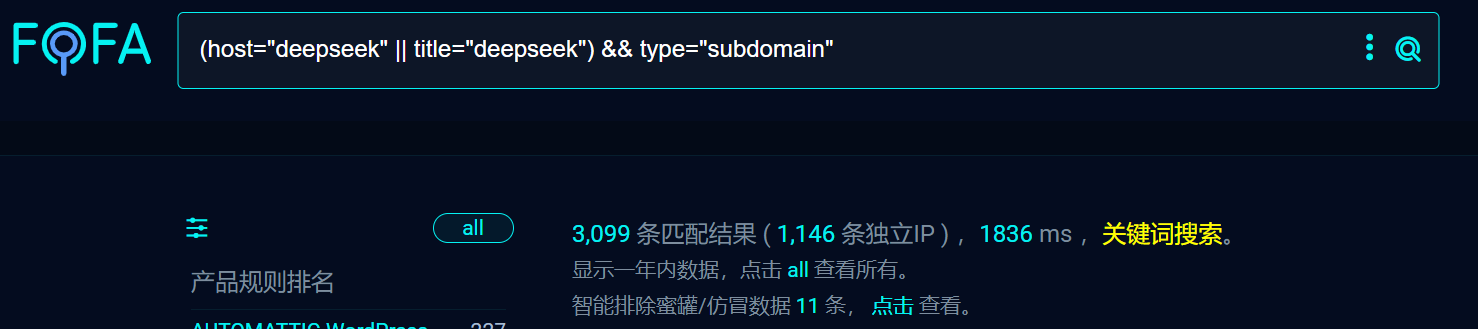 FOFA
(host="deepseek" || title="deepseek") && type="subdomain"
all
3,099 条匹配结果 ( 1,146 条独立IP ) ，1836 ms ，关键词搜索。
显示一年内数据，点击 all 查看所有。
产品规则排名
智能排除蜜罐/仿冒数据 11 条， 点击 查看。
AUTOMATTIC WordPress